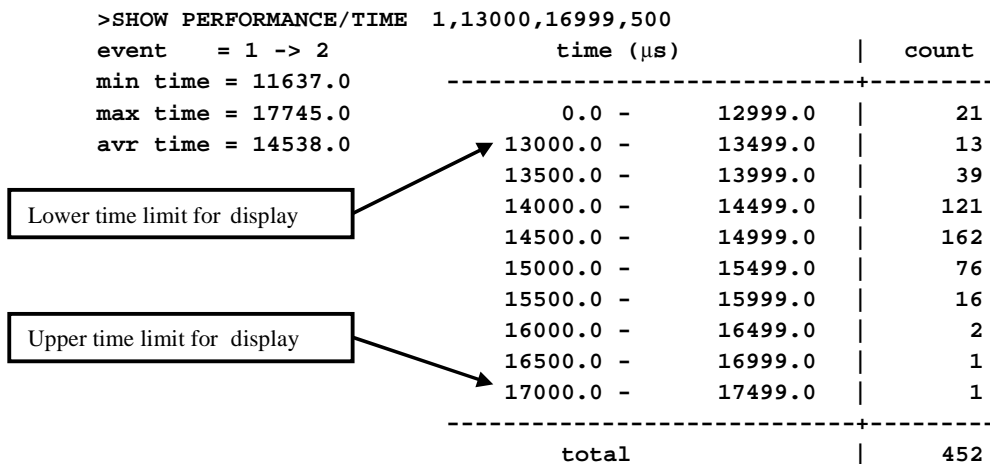 >SHOW PERFORMANCE/TIME 1,13000,16999,500
event = 1 -> 2 time (µs) | count
min time = 11637.0 -----------------------------+---------
max time = 17745.0 0.0 - 12999.0 | 21
avr time = 14538.0 13000.0 - 13499.0 | 13
13500.0 - 13999.0 | 39
Lower time limit for display 14000.0 - 14499.0 | 121
14500.0 - 14999.0 | 162
15000.0 - 15499.0 | 76
15500.0 - 15999.0 | 16
Upper time limit for display 16000.0 - 16499.0 | 2
16500.0 - 16999.0 | 1
17000.0 - 17499.0 | 1
-----------------------------+---------
total | 452